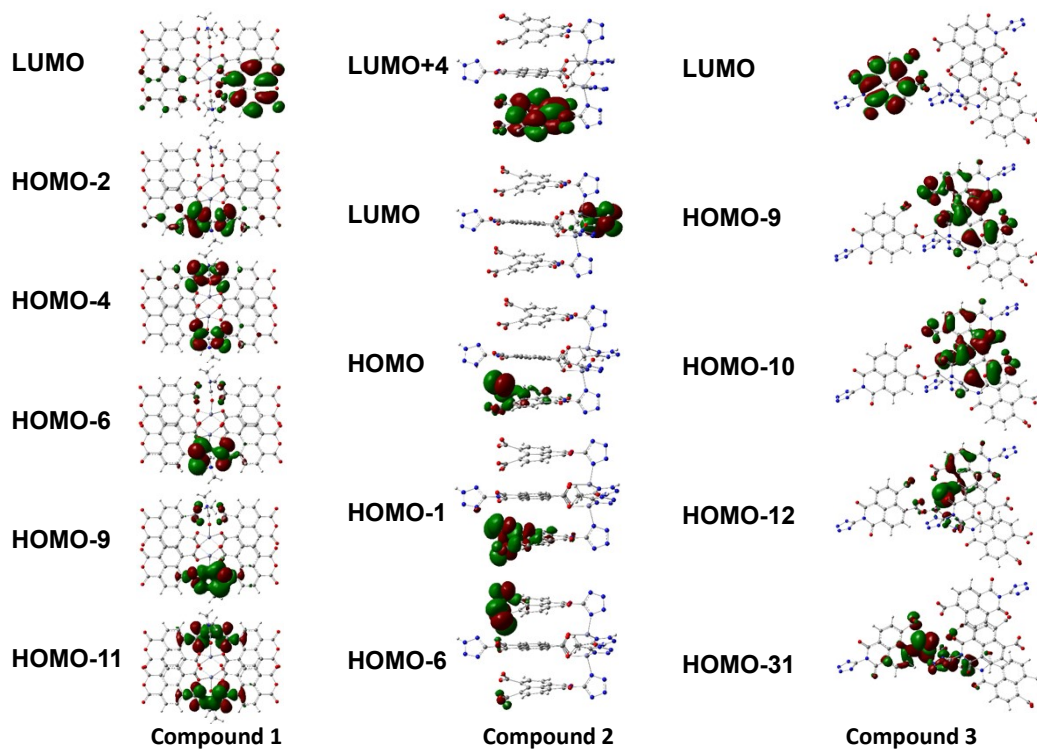 LUMO
HOMO-2
HOMO-4
HOMO-6
HOMO-9
HOMO-11
Compound 1
LUMO+4
LUMO
HOMO
HOMO-1
HOMO-6
Compound 2
LUMO
HOMO-9
HOMO-10
HOMO-12
HOMO-31
Compound 3